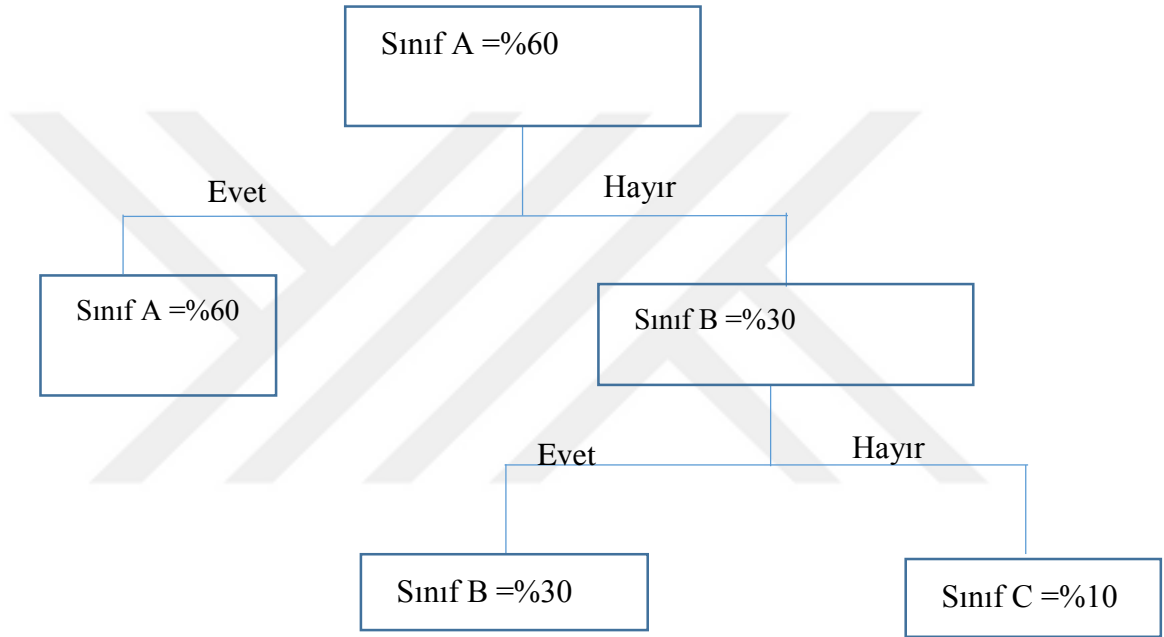 Sınıf A =%60
Evet
Hayır
Sınıf A =%60
Sınıf B =%30
Evet
Hayır
Sınıf B =%30
Sınıf C =%10